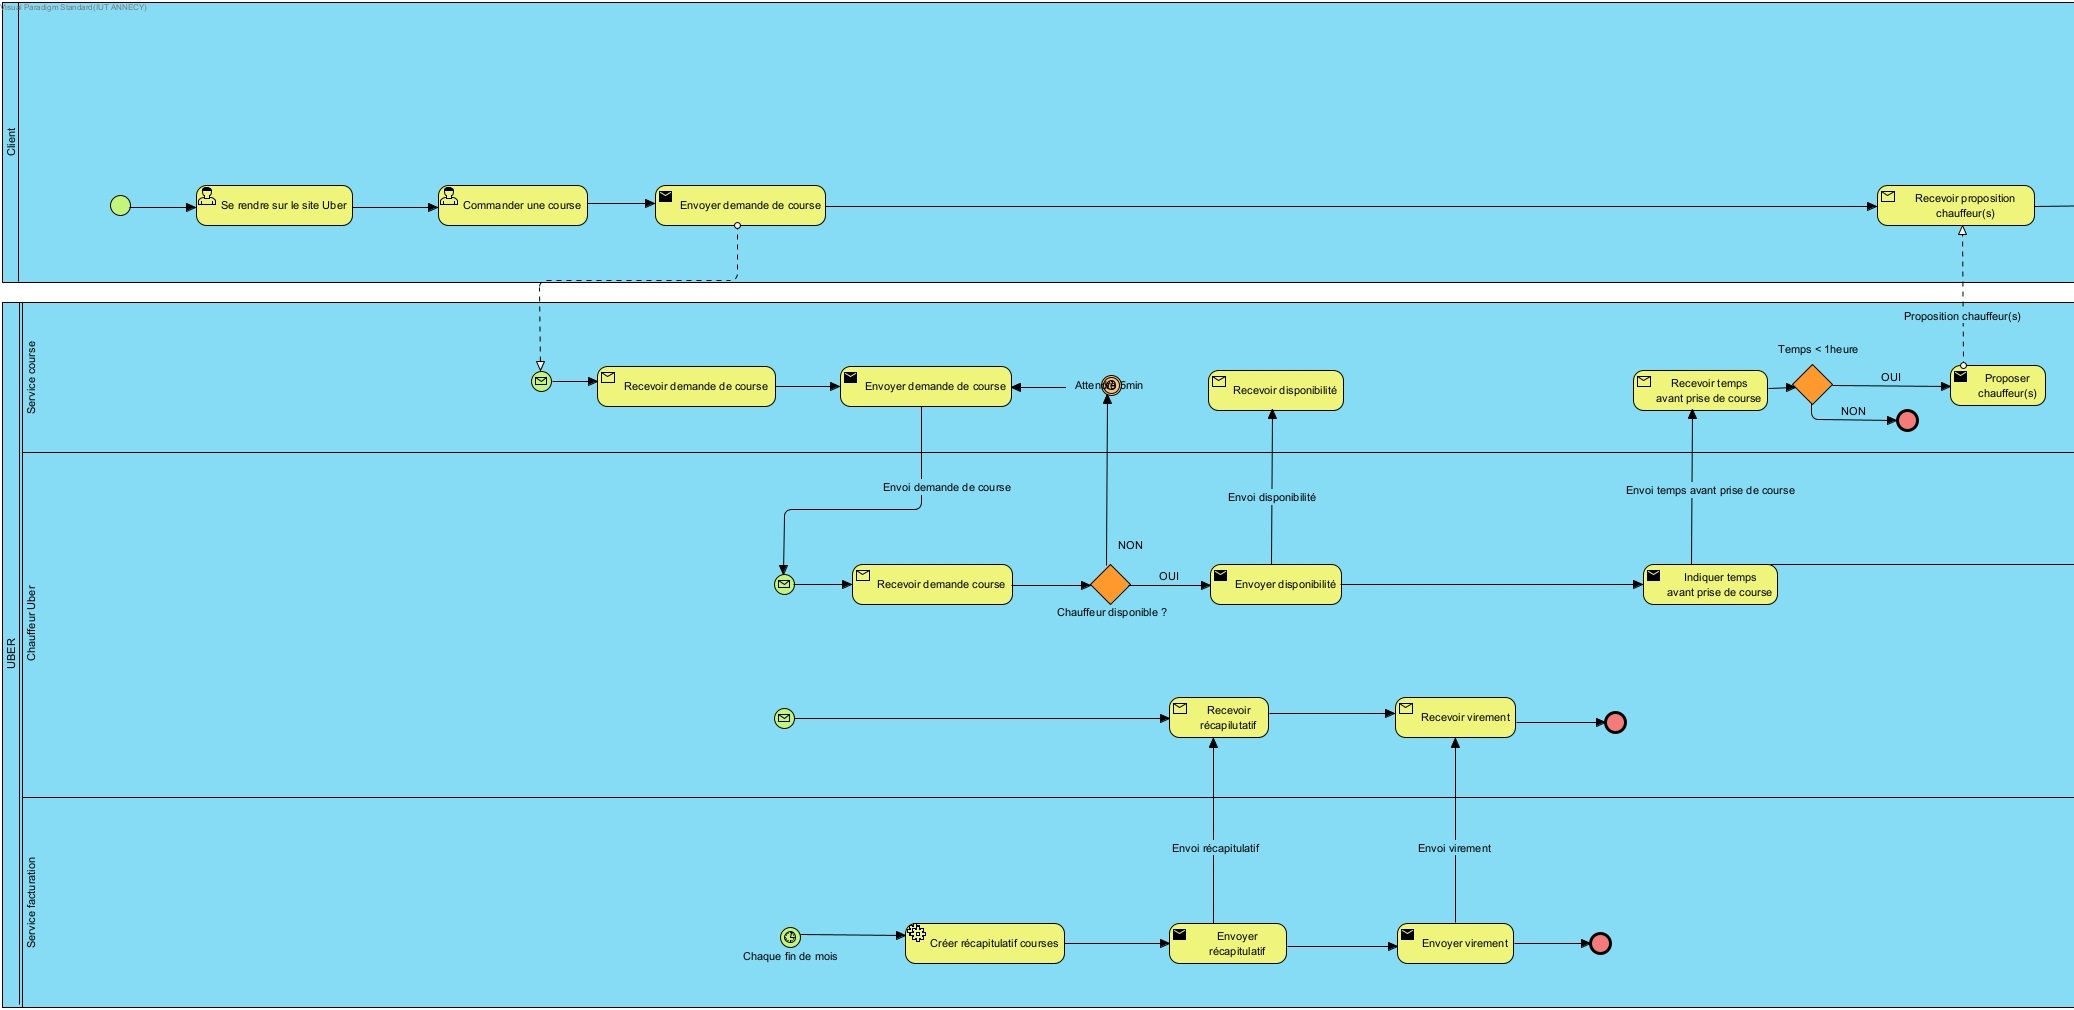 Visual Paradigm Standard(IUT ANNECY)
Client
Se rendre sur le site Uber
Commander une course
Envoyer demande de course
Recevoir proposition
chauffeur(s)
Proposition chauffeur(s)
UBER
Service course
Recevoir demande de course
Envoyer demande de course
Attendre 5min
Recevoir disponibilité
Recevoir temps
avant prise de course
Temps < 1heure
OUI
NON
Proposer
chauffeur(s)
Chauffeur Uber
Envoi demande de course
Envoi disponibilité
Envoi temps avant prise de course
NON
Recevoir demande course
OUI
Chauffeur disponible ?
Envoyer disponibilité
Indiquer temps
avant prise de course
Recevoir
récapilutatif
Recevoir virement
Service facturation
Envoi récapitulatif
Envoi virement
Chaque fin de mois
Créer récapitulatif courses
Envoyer
récapitulatif
Envoyer virement